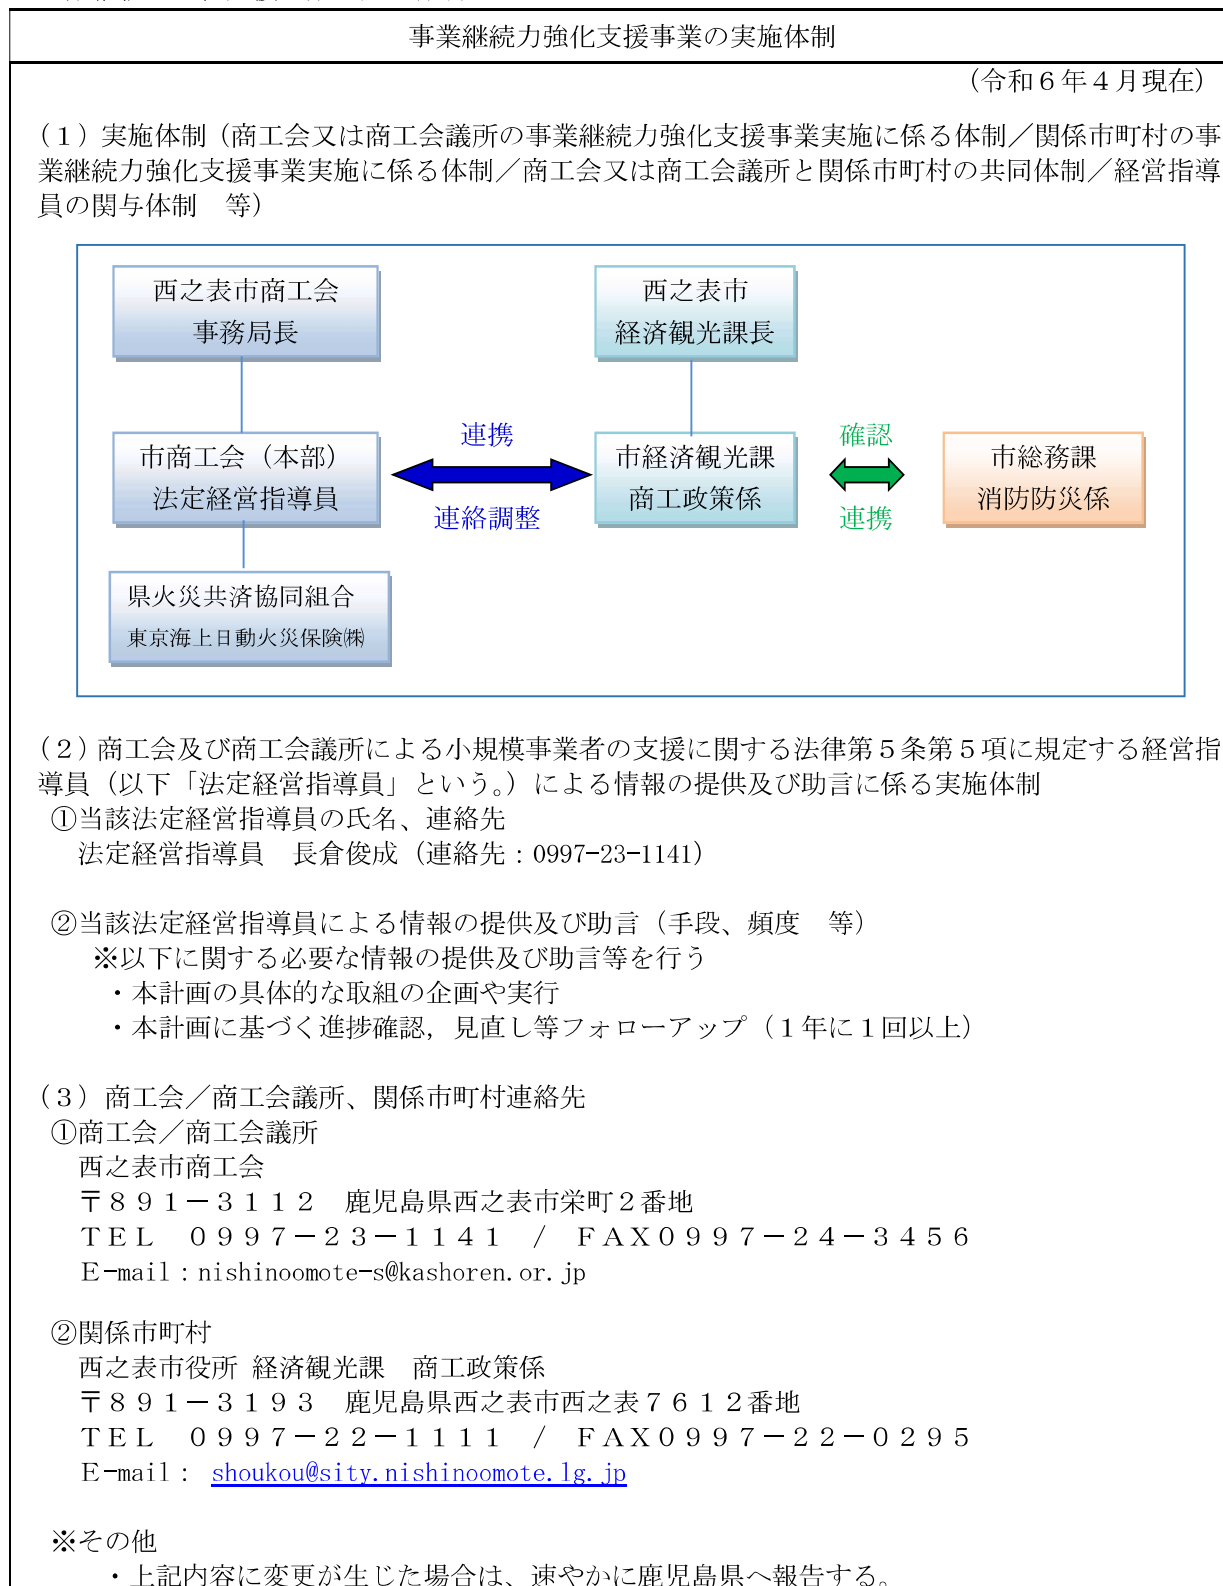 事業継続力強化支援事業の実施体制
（令和６年４月現在）
（１）実施体制（商工会又は商工会議所の事業継続力強化支援事業実施に係る体制／関係市町村の事
業継続力強化支援事業実施に係る体制／商工会又は商工会議所と関係市町村の共同体制／経営指導
員の関与体制　等）
西之表市商工会
事務局長
西之表市
経済観光課長
市商工会（本部）
法定経営指導員
連携
連絡調整
市経済観光課
商工政策係
確認
連携
市総務課
消防防災係
県火災共済協同組合
東京海上日動火災保険㈱
（２）商工会及び商工会議所による小規模事業者の支援に関する法律第５条第５項に規定する経営指
導員（以下「法定経営指導員」という。）による情報の提供及び助言に係る実施体制
①当該法定経営指導員の氏名、連絡先
法定経営指導員　長倉俊成（連絡先：0997-23-1141）
②当該法定経営指導員による情報の提供及び助言（手段、頻度　等）
※以下に関する必要な情報の提供及び助言等を行う
・本計画の具体的な取組の企画や実行
・本計画に基づく進捗確認，見直し等フォローアップ（１年に１回以上）
（３）商工会／商工会議所、関係市町村連絡先
①商工会／商工会議所
西之表市商工会
〒８９１－３１１２　鹿児島県西之表市栄町２番地
ＴＥＬ　０９９７－２３－１１４１　/　ＦＡＸ０９９７－２４－３４５６
Ｅ-mail：nishinoomote-s@kashoren.or.jp
②関係市町村
西之表市役所 経済観光課　商工政策係
〒８９１－３１９３　鹿児島県西之表市西之表７６１２番地
ＴＥＬ　０９９７－２２－１１１１　/　ＦＡＸ０９９７－２２－０２９５
Ｅ-mail： shoukou@sity.nishinoomote.lg.jp
※その他
・上記内容に変更が生じた場合は、速やかに鹿児島県へ報告する。